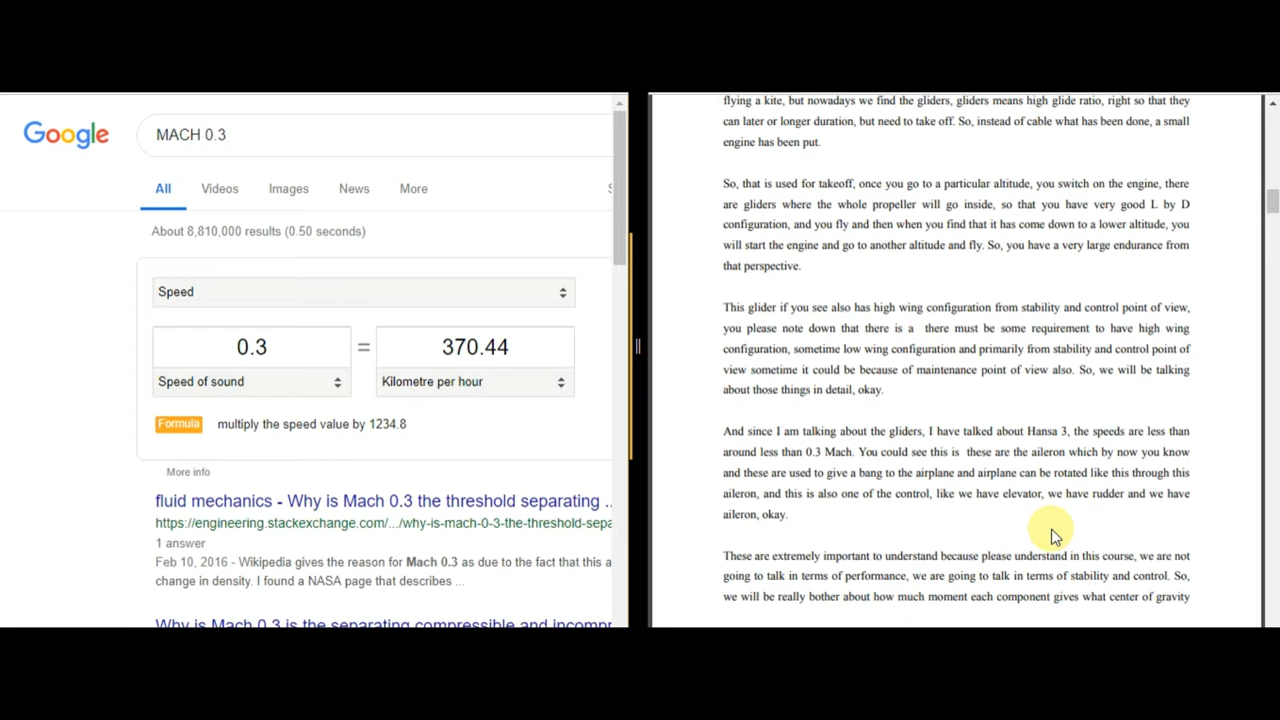 Google
MACH 0.3
All
Videos
Images
News
More
About 8,810,000 results (0.50 seconds)
Speed
0.3
=
370.44
Speed of sound
Kilometre per hour
Formula
multiply the speed value by 1234.8
More info
fluid mechanics - Why is Mach 0.3 the threshold separating ..
https://engineering.stackexchange.com/.../why-is-mach-0-3-the-threshold-sepa
1 answer
Feb 10, 2016 - Wikipedia gives the reason for Mach 0.3 as due to the fact that this a
change in density. I found a NASA page that describes ...
Why is Mach 0.3 is the separating compressible and incompr
flying a kite, but nowadays we find the gliders, gliders means high glide ratio, right so that they
can later or longer duration, but need to take off. So, instead of cable what has been done, a small
engine has been put.
So, that is used for takeoff, once you go to a particular altitude, you switch on the engine, there
are gliders where the whole propeller will go inside, so that you have very good L by D
configuration, and you fly and then when you find that it has come down to a lower altitude, you
will start the engine and go to another altitude and fly. So, you have a very large endurance from
that perspective.
This glider if you see also has high wing configuration from stability and control point of view,
you please note down that there is a there must be some requirement to have high wing
configuration, sometime low wing configuration and primarily from stability and control point of
view sometime it could be because of maintenance point of view also. So, we will be talking
about those things in detail, okay.
And since I am talking about the gliders, I have talked about Hansa 3, the speeds are less than
around less than 0.3 Mach. You could see this is these are the aileron which by now you know
and these are used to give a bang to the airplane and airplane can be rotated like this through this
aileron, and this is also one of the control, like we have elevator, we have rudder and we have
aileron, okay.
These are extremely important to understand because please understand in this course, we are not
going to talk in terms of performance, we are going to talk in terms of stability and control. So,
we will be really bother about how much moment each component gives what center of gravity